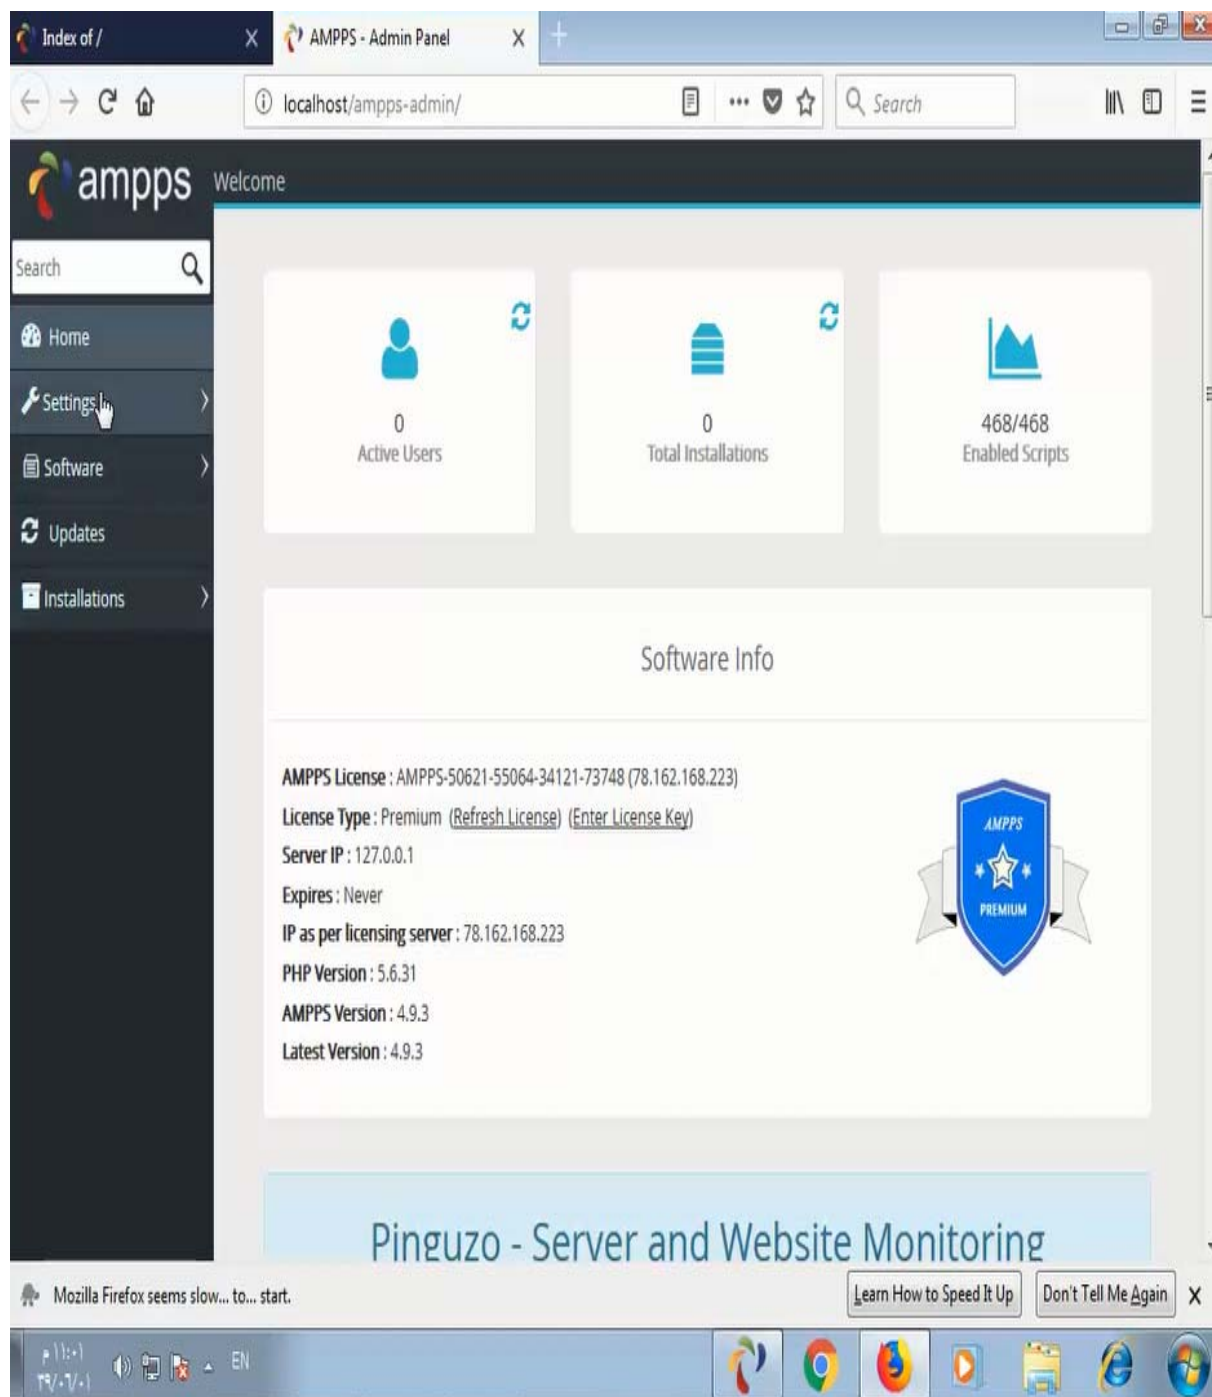 Index of /
AMPPS - Admin Panel
localhost/ampps-admin/
Search
ampps
Welcome
Search
Home
Settings
Software
Updates
Installations
0
Active Users
0
Total Installations
468/468
Enabled Scripts
Software Info
AMPPS License : AMPPS-50621-55064-34121-73748 (78.162.168.223)
License Type : Premium (Refresh License) (Enter License Key)
Server IP : 127.0.0.1
Expires : Never
IP as per licensing server : 78.162.168.223
PHP Version : 5.6.31
AMPPS Version : 4.9.3
Latest Version : 4.9.3
AMPPS
PREMIUM
Pinguzo - Server and Website Monitoring
Mozilla Firefox seems slow... to... start.
Learn How to Speed It Up
Don't Tell Me Again
EN
١١:٠١ م
٣٩/٠٦/٠١